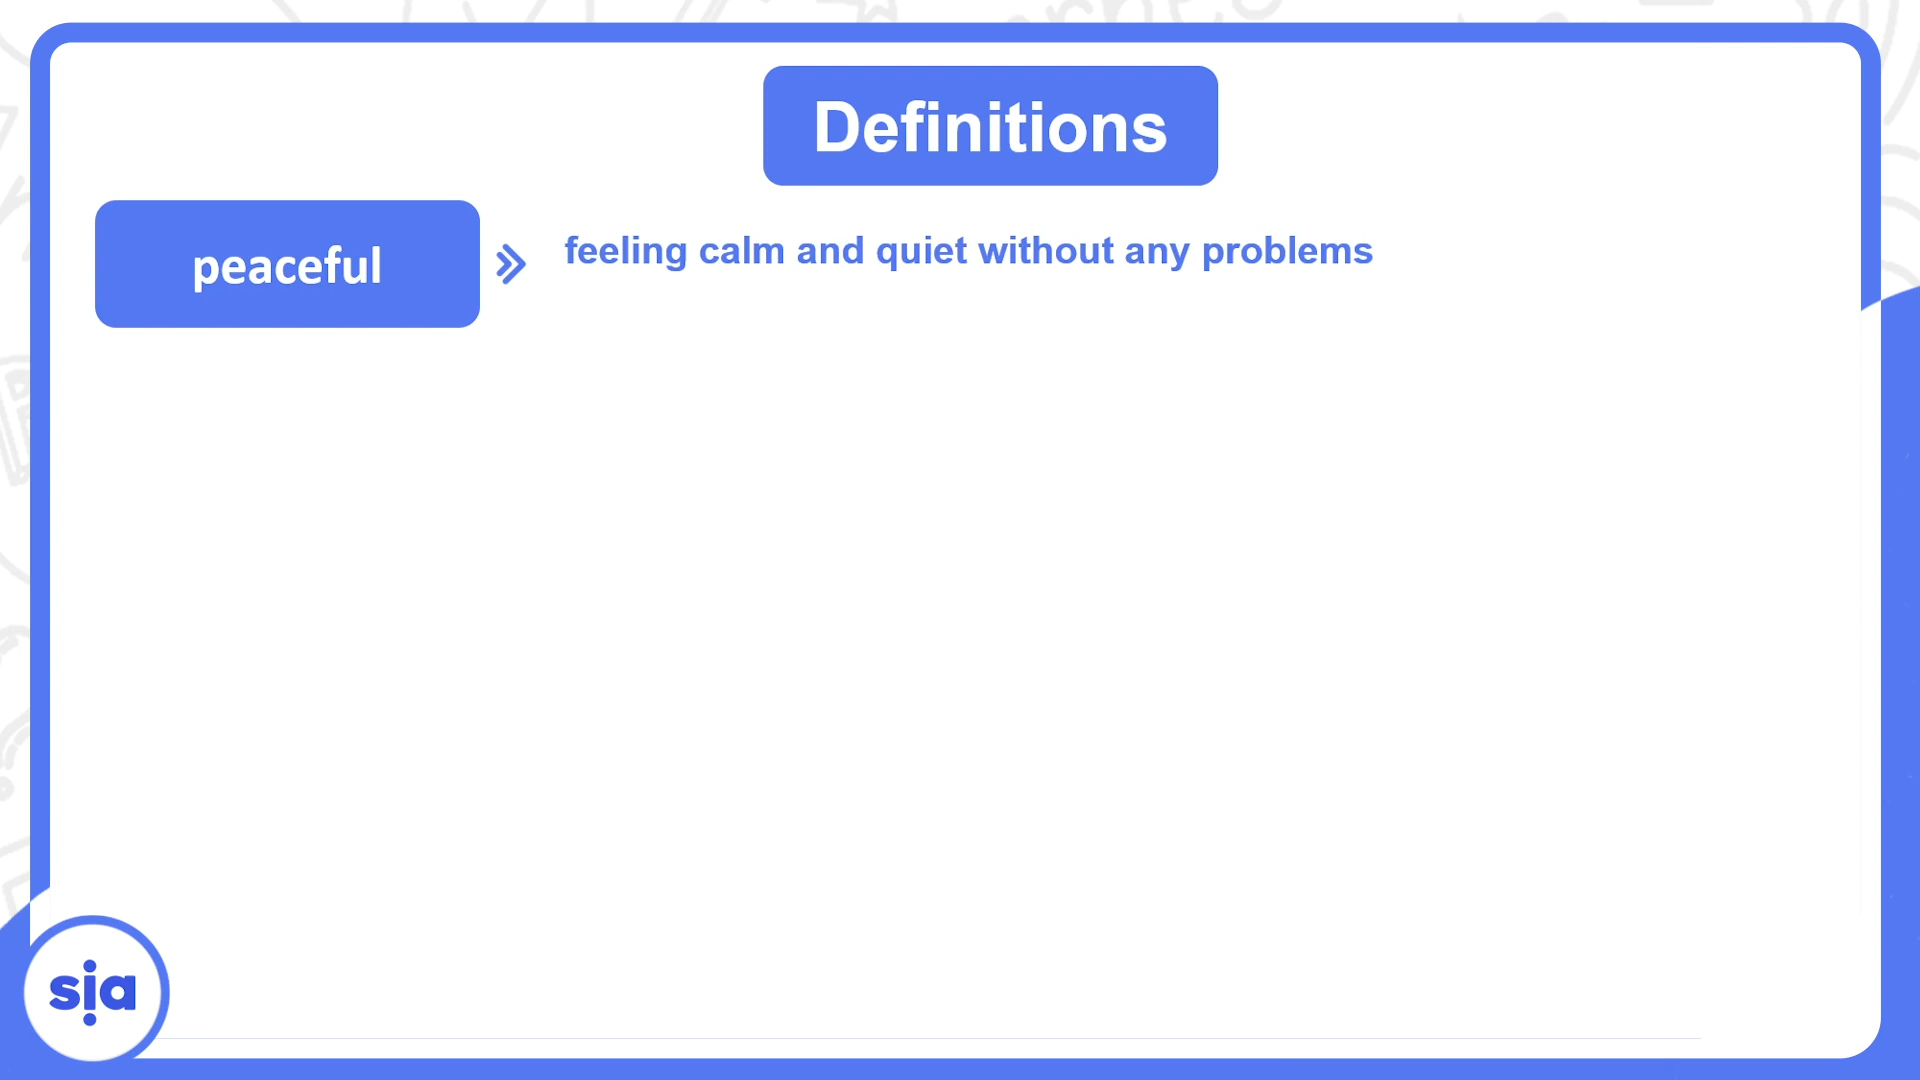 Definitions
peaceful
feeling calm and quiet without any problems
sia